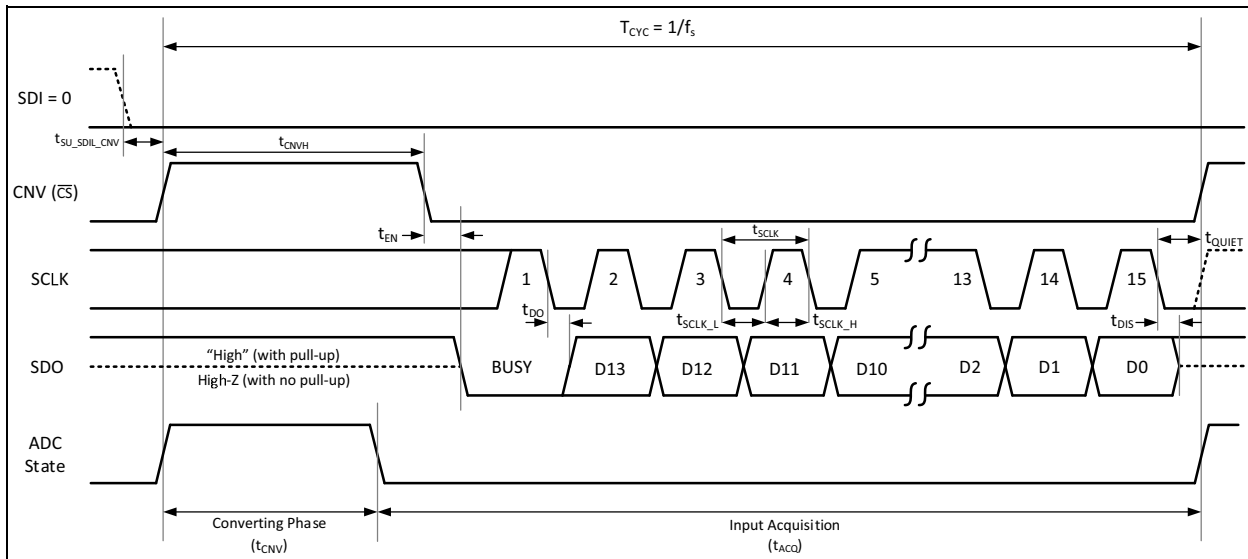 T_CYC = 1/f_s
SDI = 0
t_SU_SDIL_CNV
t_CNVH
CNV (C̅S̅)
t_EN
t_SCLK
t_QUIET
SCLK
1 2 3 4 5 13 14 15
t_DO
t_SCLK_L
t_SCLK_H
t_DIS
SDO
“High” (with pull-up)
High-Z (with no pull-up)
BUSY D13 D12 D11 D10 D2 D1 D0
ADC
State
Converting Phase
(t_CNV)
Input Acquisition
(t_ACQ)